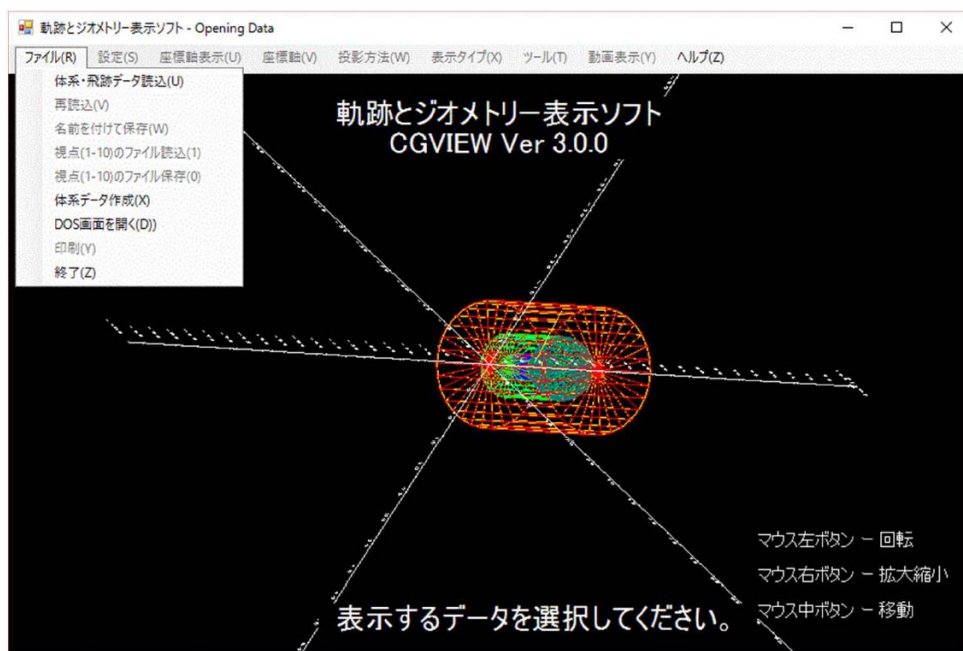 軌跡とジオメトリー表示ソフト - Opening Data
ファイル(R) 設定(S) 座標軸表示(U) 座標軸(V) 投影方法(W) 表示タイプ(X) ツール(T) 動画表示(Y) ヘルプ(Z)
体系・飛跡データ読込(U)
再読込(V)
名前を付けて保存(W)
視点(1-10)のファイル読込(1)
視点(1-10)のファイル保存(0)
体系データ作成(X)
DOS画面を開く(D))
印刷(Y)
終了(Z)
軌跡とジオメトリー表示ソフト
CGVIEW Ver 3.0.0
マウス左ボタン － 回転
マウス右ボタン － 拡大縮小
マウス中ボタン － 移動
表示するデータを選択してください。